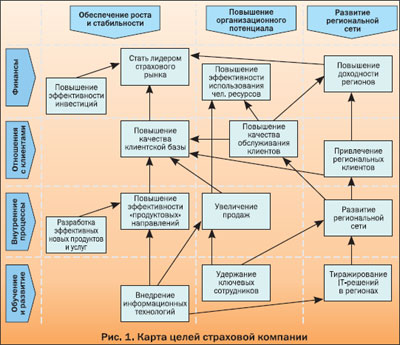 Обеспечение роста
и стабильности
Повышение
организационного
потенциала
Развитие
региональной
сети
Финансы
Стать лидером
страхового
рынка
Повышение
эффективности
инвестиций
Повышение
эффективности
использования
чел. ресурсов
Повышение
доходности
регионов
Отношения
с клиентами
Повышение
качества
клиентской базы
Повышение
качества
обслуживания
клиентов
Привлечение
региональных
клиентов
Внутренние
процессы
Разработка
эффективных
новых продуктов
и услуг
Повышение
эффективности
«продуктовых»
направлений
Увеличение
продаж
Развитие
региональной
сети
Обучение
и развитие
Внедрение
информационных
технологий
Удержание
ключевых
сотрудников
Тиражирование
IT-решений
в регионах
Рис. 1. Карта целей страховой компании